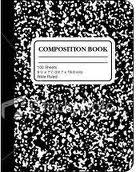 COMPOSITION BOOK
100 Sheets
Wide Ruled